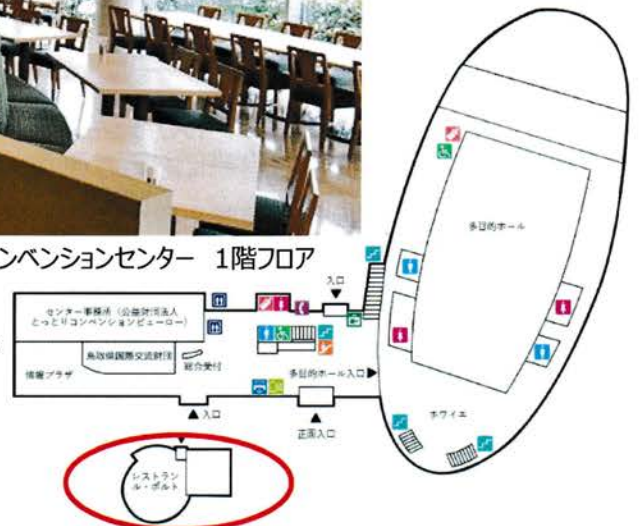 ンベンションセンター 1階フロア
多目的ホール
入口
センター事務所（公益財団法人
とっとりコンベンションビューロー）
鳥取県国際交流財団
総合受付
情報プラザ
多目的ホール入口
入口
正面入口
ホワイエ
レストラン
ル・ポルト